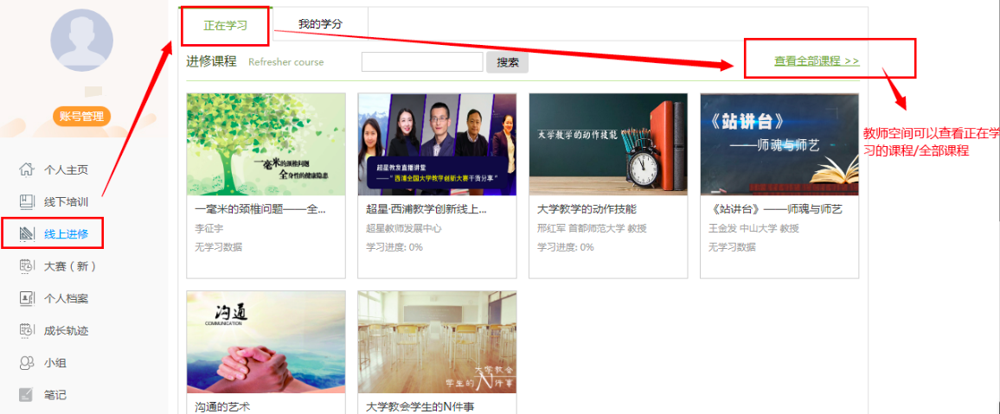 正在学习
我的学分
进修课程
Refresher course
搜索
查看全部课程 >>
账号管理
个人主页
线下培训
线上进修
大赛（新）
个人档案
成长轨迹
小组
笔记
一毫米的颈椎问题
全身性的健康隐患
一毫米的颈椎问题——全...
李征宇
无学习数据
超星教发直播讲堂
——“西浦全国大学教学创新大赛干货分享”
超星·西浦教学创新线上...
超星教师发展中心
学习进度: 0%
大学教学的动作技能
大学教学的动作技能
邢红军 首都师范大学 教授
学习进度: 0%
《站讲台》
——师魂与师艺
《站讲台》——师魂与师艺
王金发 中山大学 教授
无学习数据
教师空间可以查看正在学
习的课程/全部课程
沟通
COMMUNICATION
沟通的艺术
大学教会
学生的N件事
大学教会学生的N件事